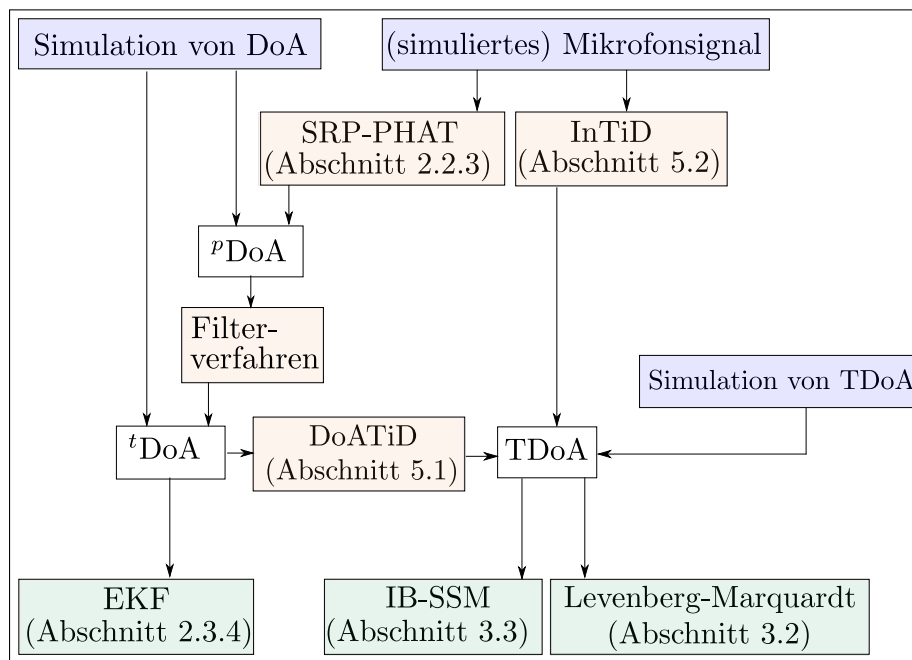 Simulation von DoA
(simuliertes) Mikrofonsignal
SRP-PHAT
(Abschnitt 2.2.3)
InTiD
(Abschnitt 5.2)
pDoA
Filter-
verfahren
Simulation von TDoA
tDoA
DoATiD
(Abschnitt 5.1)
TDoA
EKF
(Abschnitt 2.3.4)
IB-SSM
(Abschnitt 3.3)
Levenberg-Marquardt
(Abschnitt 3.2)